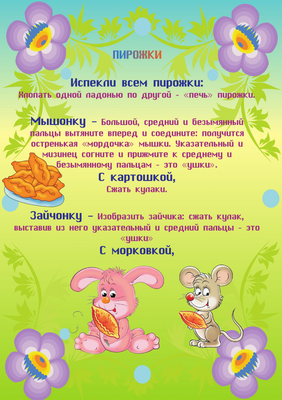 ПИРОЖКИ
Испекли всем пирожки:
Хлопать одной ладонью по другой - «печь» пирожки.
Мышонку – Большой, средний и безымянный
пальцы вытяните вперед и соедините: получится
остренькая «мордочка» мышки. Указательный и
мизинец согните и прижмите к среднему и
безымянному пальцам - это «ушки».
С картошкой,
Сжать кулаки.
Зайчонку – Изобразить зайчика: сжать кулак,
выставив из него указательный и средний пальцы - это
«ушки»
С морковкой,